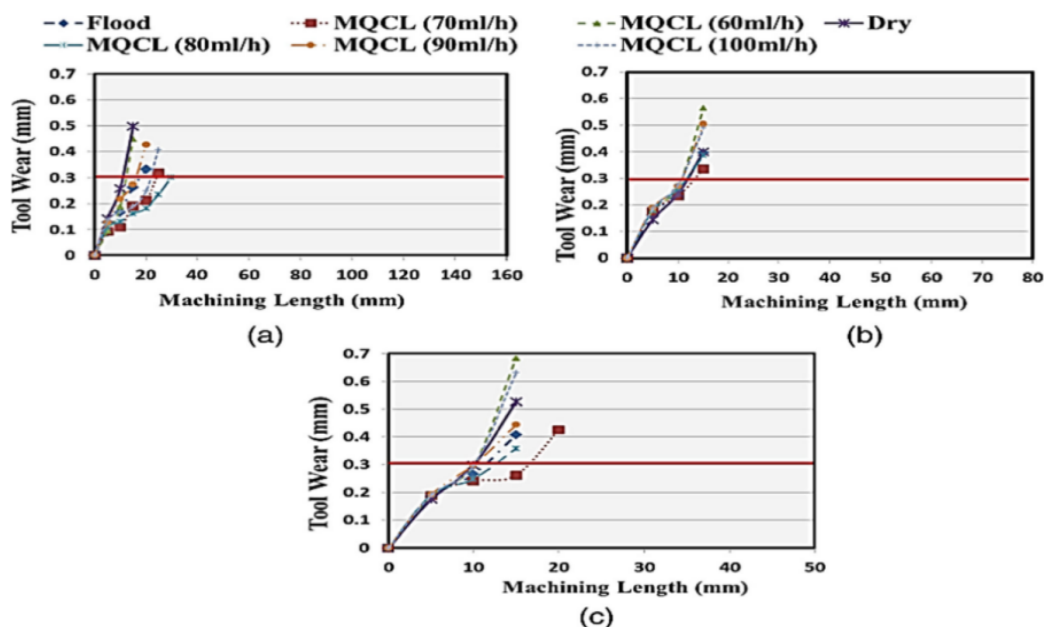 Flood MQCL (70ml/h) MQCL (60ml/h) Dry
MQCL (80ml/h) MQCL (90ml/h) MQCL (100ml/h)
0.7
0.6
0.5
0.4
0.3
0.2
0.1
0
Tool Wear (mm)
0 20 40 60 80 100 120 140 160
Machining Length (mm)
(a)
0.7
0.6
0.5
0.4
0.3
0.2
0.1
0
Tool Wear (mm)
0 10 20 30 40 50 60 70 80
Machining Length (mm)
(b)
0.7
0.6
0.5
0.4
0.3
0.2
0.1
0
Tool Wear (mm)
0 10 20 30 40 50
Machining Length (mm)
(c)